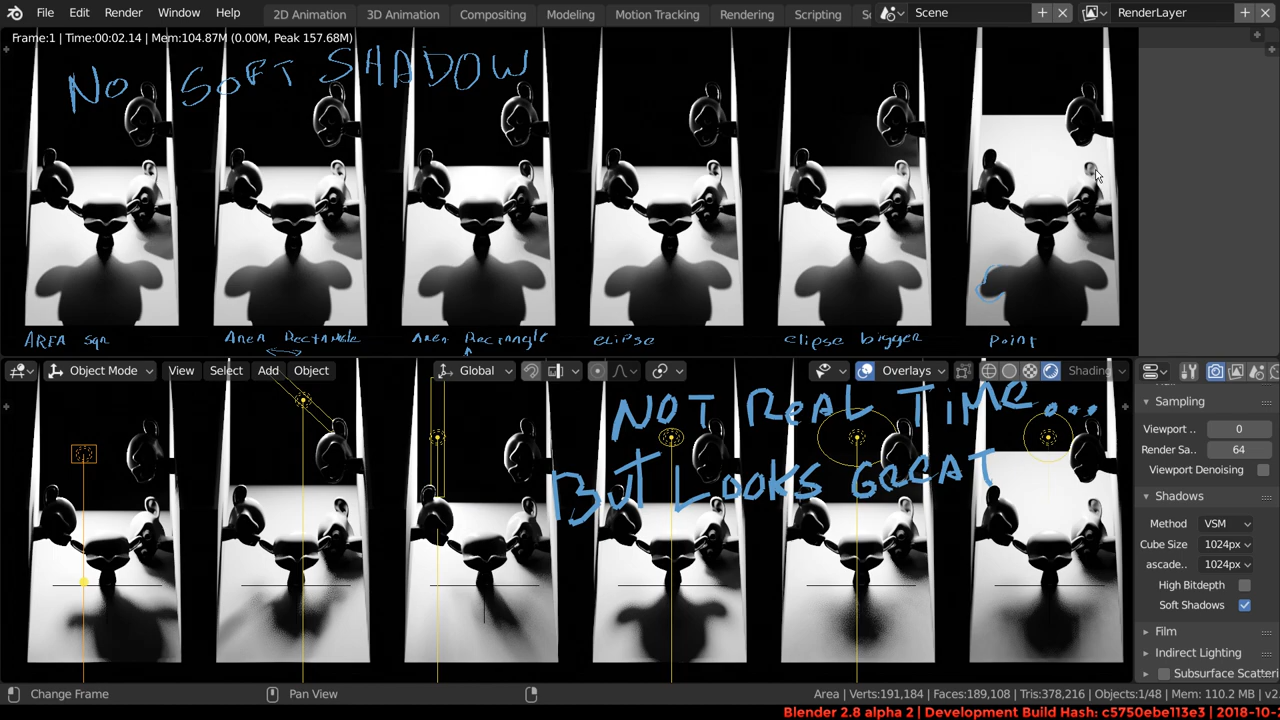 File Edit Render Window Help 2D Animation 3D Animation Compositing Modeling Motion Tracking Rendering Scripting Sc Scene RenderLayer
Frame:1 | Time:00:02.14 | Mem:104.87M (0.00M, Peak 157.68M)
No SOFT SHADOW
AREA sqr Area Rectangle Area Rectangle elipse elipse bigger point
Object Mode View Select Add Object Global Overlays Shading
NOT REAL TIME...
BUT LOOKS GREAT
Sampling
Viewport .. 0
Render Sa.. 64
Viewport Denoising
Shadows
Method VSM
Cube Size 1024px
ascade.. 1024px
High Bitdepth
Soft Shadows
Film
Indirect Lighting
Subsurface Scatteri
Change Frame Pan View Area | Verts:191,184 | Faces:189,108 | Tris:378,216 | Objects:1/48 | Mem: 110.2 MB | v2.
Blender 2.8 alpha 2 | Development Build Hash: c5750ebe113e3 | 2018-10-